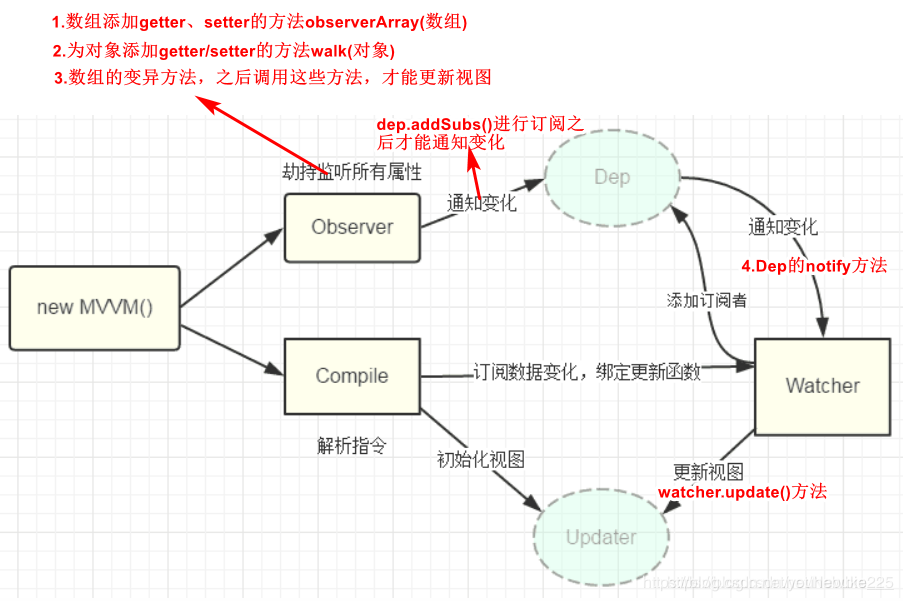 1.数组添加getter、setter的方法observerArray(数组)
2.为对象添加getter/setter的方法walk(对象)
3.数组的变异方法，之后调用这些方法，才能更新视图
dep.addSubs()进行订阅之
后才能通知变化
劫持监听所有属性
Dep
通知变化
Observer
通知变化
4.Dep的notify方法
new MVVM()
添加订阅者
Compile
订阅数据变化，绑定更新函数
Watcher
解析指令
初始化视图
更新视图
watcher.update()方法
Updater